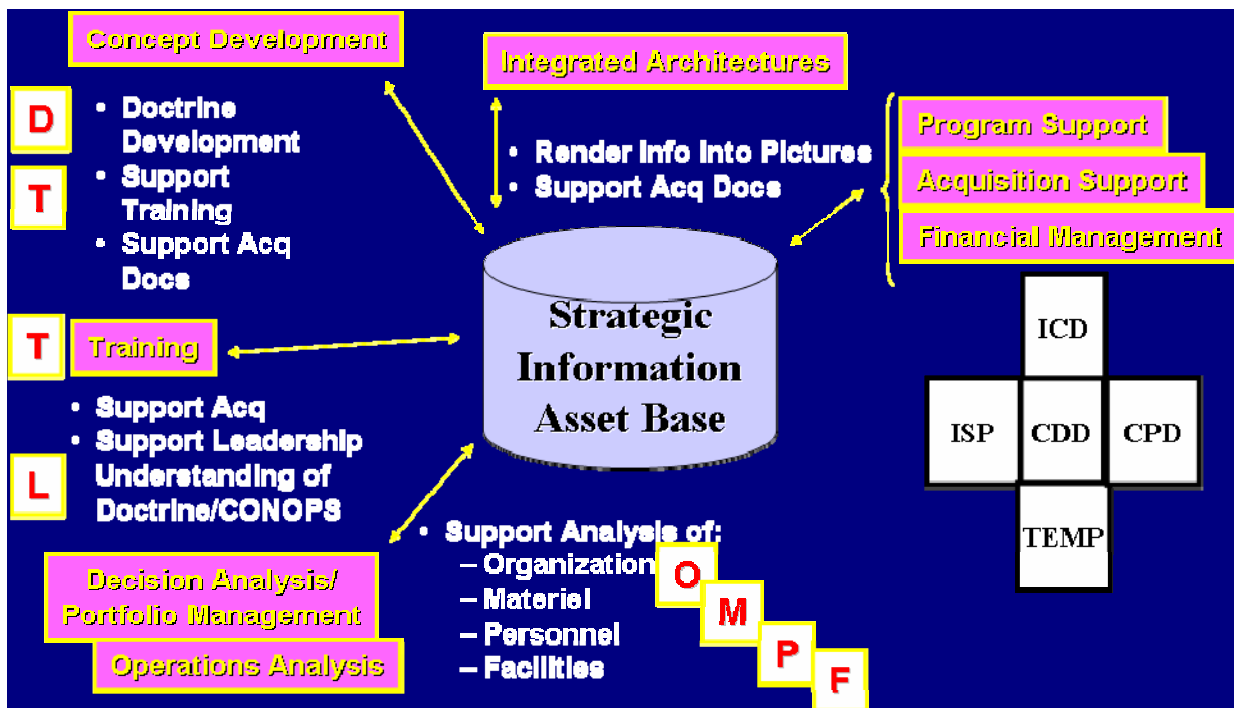 Concept Development
D
• Doctrine
Development
T
• Support
Training
• Support Acq
Docs
Integrated Architectures
• Render Info Into Pictures
• Support Acq Docs
Program Support
Acquisition Support
Financial Management
Strategic
Information
Asset Base
T
Training
• Support Acq
• Support Leadership
Understanding of
Doctrine/CONOPS
L
ICD
ISP CDD CPD
TEMP
Decision Analysis/
Portfolio Management
Operations Analysis
• Support Analysis of:
– Organization
– Materiel
– Personnel
– Facilities
O
M
P
F